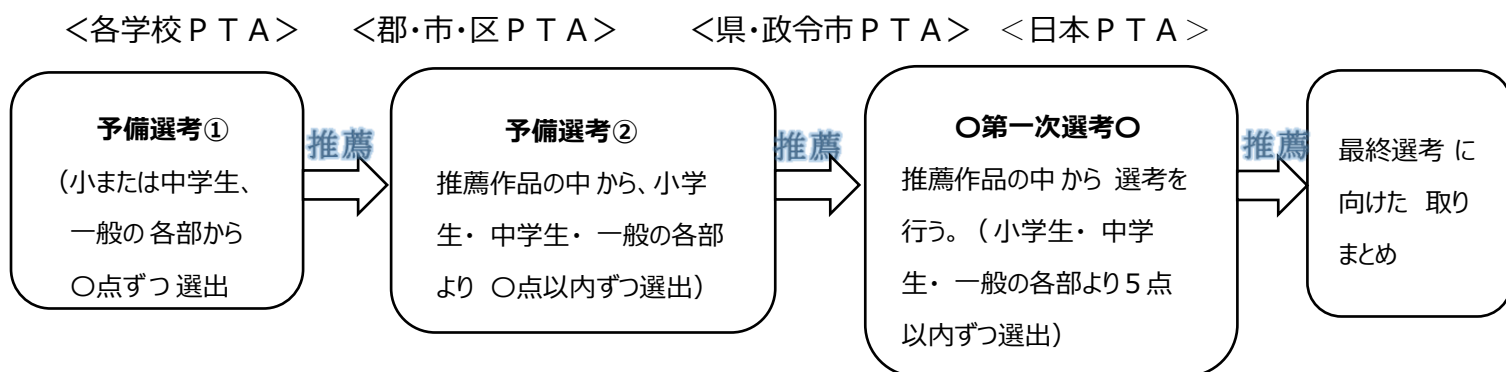 ＜各学校ＰＴＡ＞　＜郡・市・区ＰＴＡ＞　＜県・政令市ＰＴＡ＞　＜日本ＰＴＡ＞
予備選考①
（小または中学生、
一般の 各部から
〇点ずつ 選出
推薦
予備選考②
推薦作品の中 から、小学
生・ 中学生・ 一般の各部
より 〇点以内ずつ選出）
推薦
〇第一次選考〇
推薦作品の中 から 選考を
行う。（ 小学生・ 中学
生・ 一般の各部より５点
以内ずつ選出）
推薦
最終選考 に
向けた 取り
まとめ